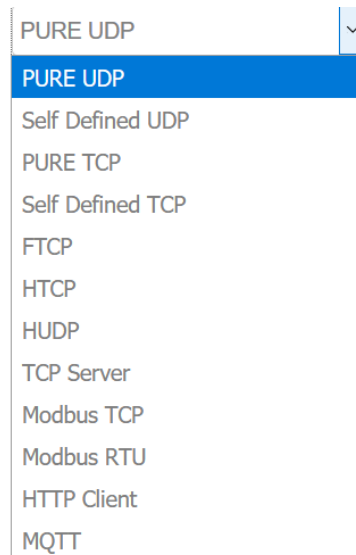 PURE UDP
PURE UDP
Self Defined UDP
PURE TCP
Self Defined TCP
FTCP
HTCP
HUDP
TCP Server
Modbus TCP
Modbus RTU
HTTP Client
MQTT